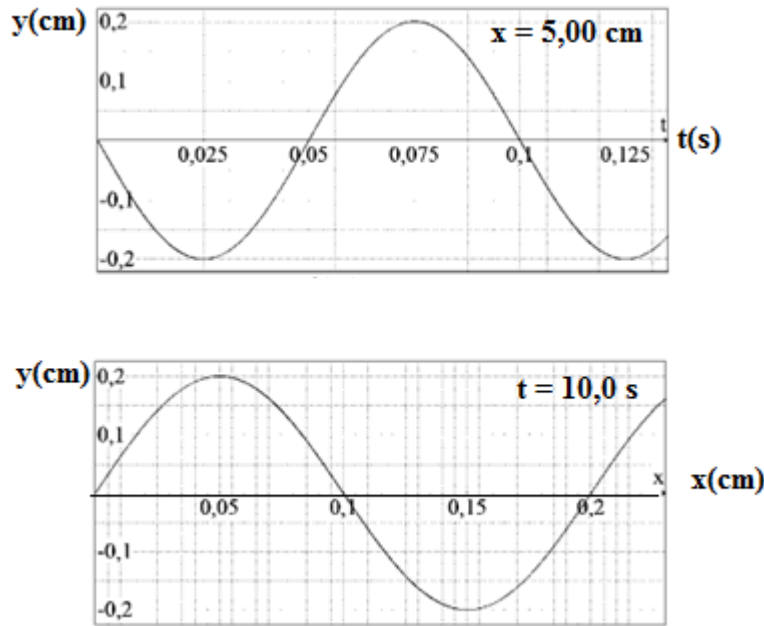 y(cm)
0,2
x = 5,00 cm
0,1
t
0,025
0,05
0,075
0,1
0,125
t(s)
-0,1
-0,2
y(cm)
0,2
t = 10,0 s
0,1
x
x(cm)
0,05
0,1
0,15
0,2
-0,1
-0,2